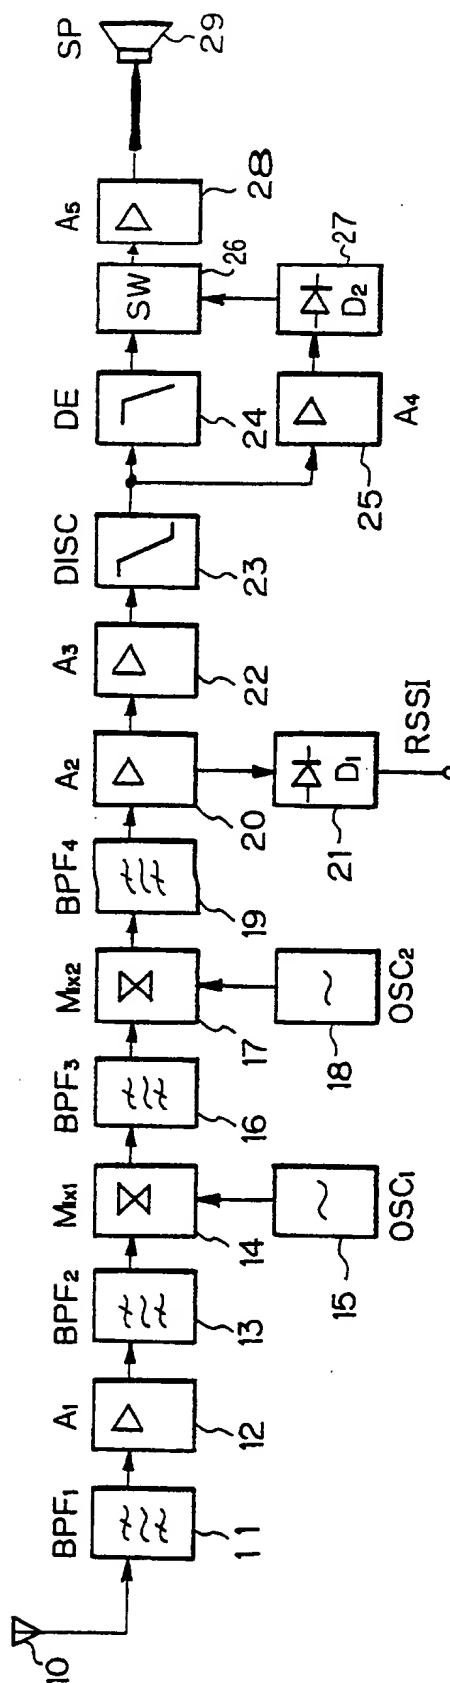 BPF1 A1 BPF2 Mix1 BPF3 Mix2 BPF4 A2 A3 DISC DE A5 SP
SW
10 11 12 13 14 16 17 19 20 22 23 24 26 28 29
D1 D2
15 18 21 25 27
OSC1 OSC2 RSSI A4